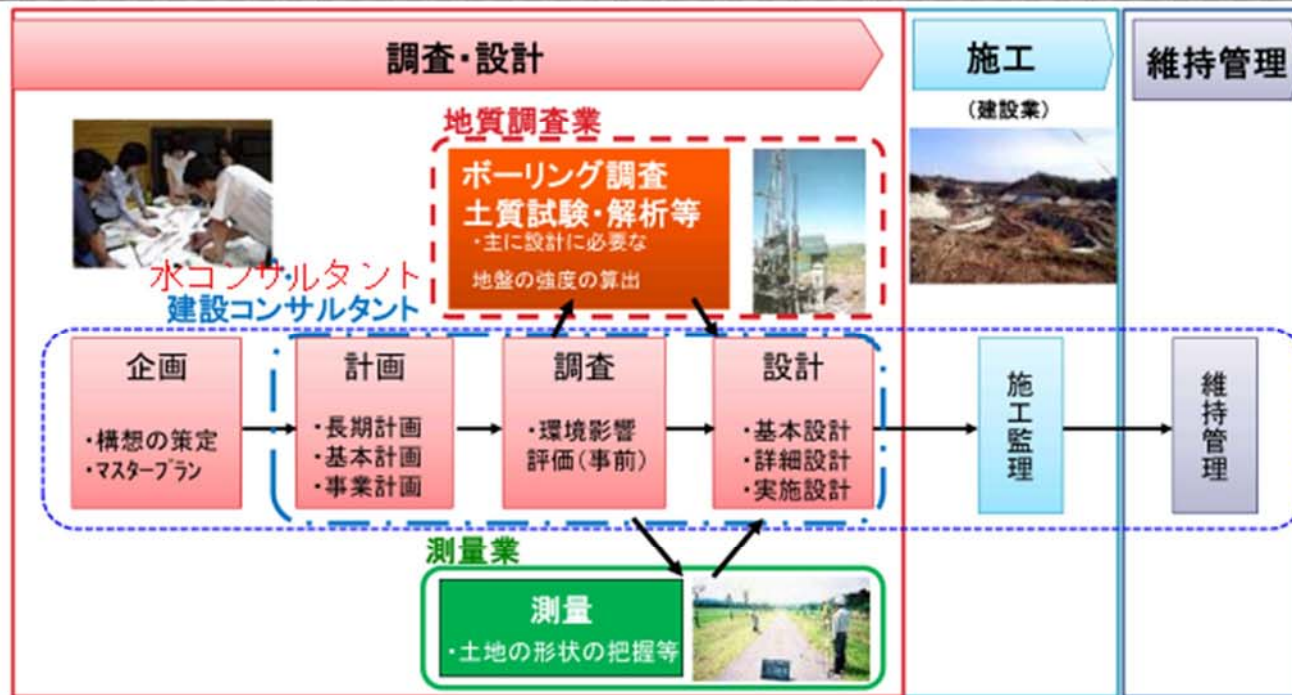 調査・設計
施工
維持管理
(建設業)
地質調査業
ボーリング調査
土質試験・解析等
・主に設計に必要な
地盤の強度の算出
水コンサルタント
建設コンサルタント
企画
・構想の策定
・マスタープラン
計画
・長期計画
・基本計画
・事業計画
調査
・環境影響
評価(事前)
設計
・基本設計
・詳細設計
・実施設計
施工監理
維持管理
測量業
測量
・土地の形状の把握等